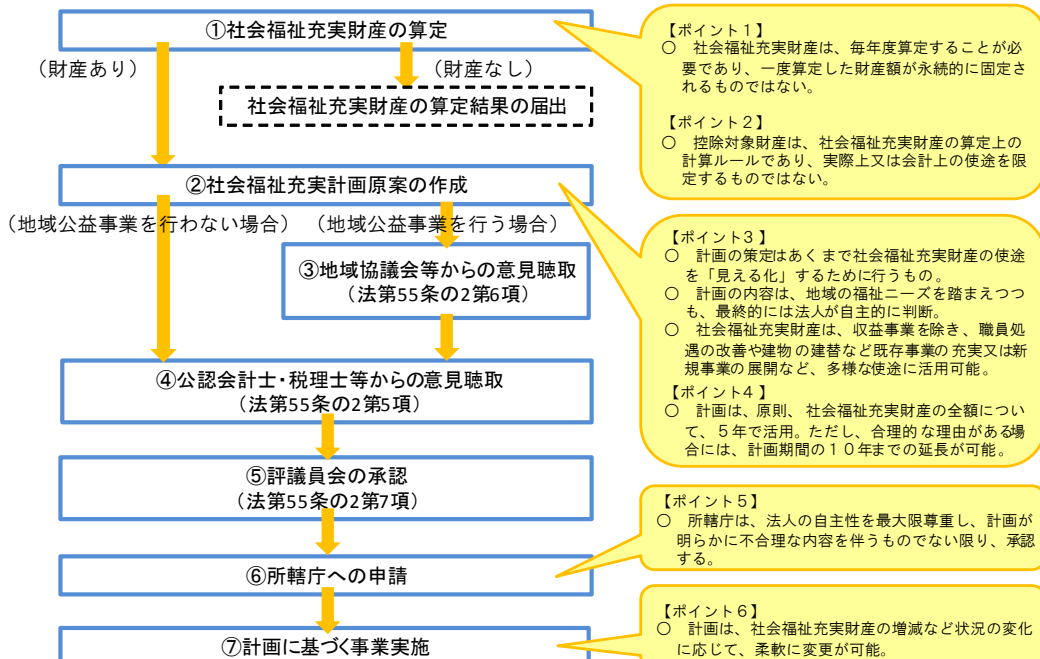 ①社会福祉充実財産の算定
（財産あり）
（財産なし）
社会福祉充実財産の算定結果の届出
②社会福祉充実計画原案の作成
（地域公益事業を行わない場合）
（地域公益事業を行う場合）
③地域協議会等からの意見聴取
（法第55条の2第6項）
④公認会計士・税理士等からの意見聴取
（法第55条の2第5項）
⑤評議員会の承認
（法第55条の2第7項）
⑥所轄庁への申請
⑦計画に基づく事業実施
【ポイント１】
○　社会福祉充実財産は、毎年度算定することが必
要であり、一度算定した財産額が永続的に固定さ
れるものではない。
【ポイント２】
○　控除対象財産は、社会福祉充実財産の算定上の
計算ルールであり、実際上又は会計上の使途を限
定するものではない。
【ポイント３】
○　計画の策定はあくまで社会福祉充実財産の使途
を「見える化」するために行うもの。
○　計画の内容は、地域の福祉ニーズを踏まえつつ
も、最終的には法人が自主的に判断。
○　社会福祉充実財産は、収益事業を除き、職員処
遇の改善や建物の建替など既存事業の充実又は新
規事業の展開など、多様な使途に活用可能。
【ポイント４】
○　計画は、原則、社会福祉充実財産の全額につい
て、５年で活用。ただし、合理的な理由がある場
合には、計画期間の１０年までの延長が可能。
【ポイント５】
○　所轄庁は、法人の自主性を最大限尊重し、計画が
明らかに不合理な内容を伴うものでない限り、承認
する。
【ポイント６】
○　計画は、社会福祉充実財産の増減など状況の変化
に応じて、柔軟に変更が可能。